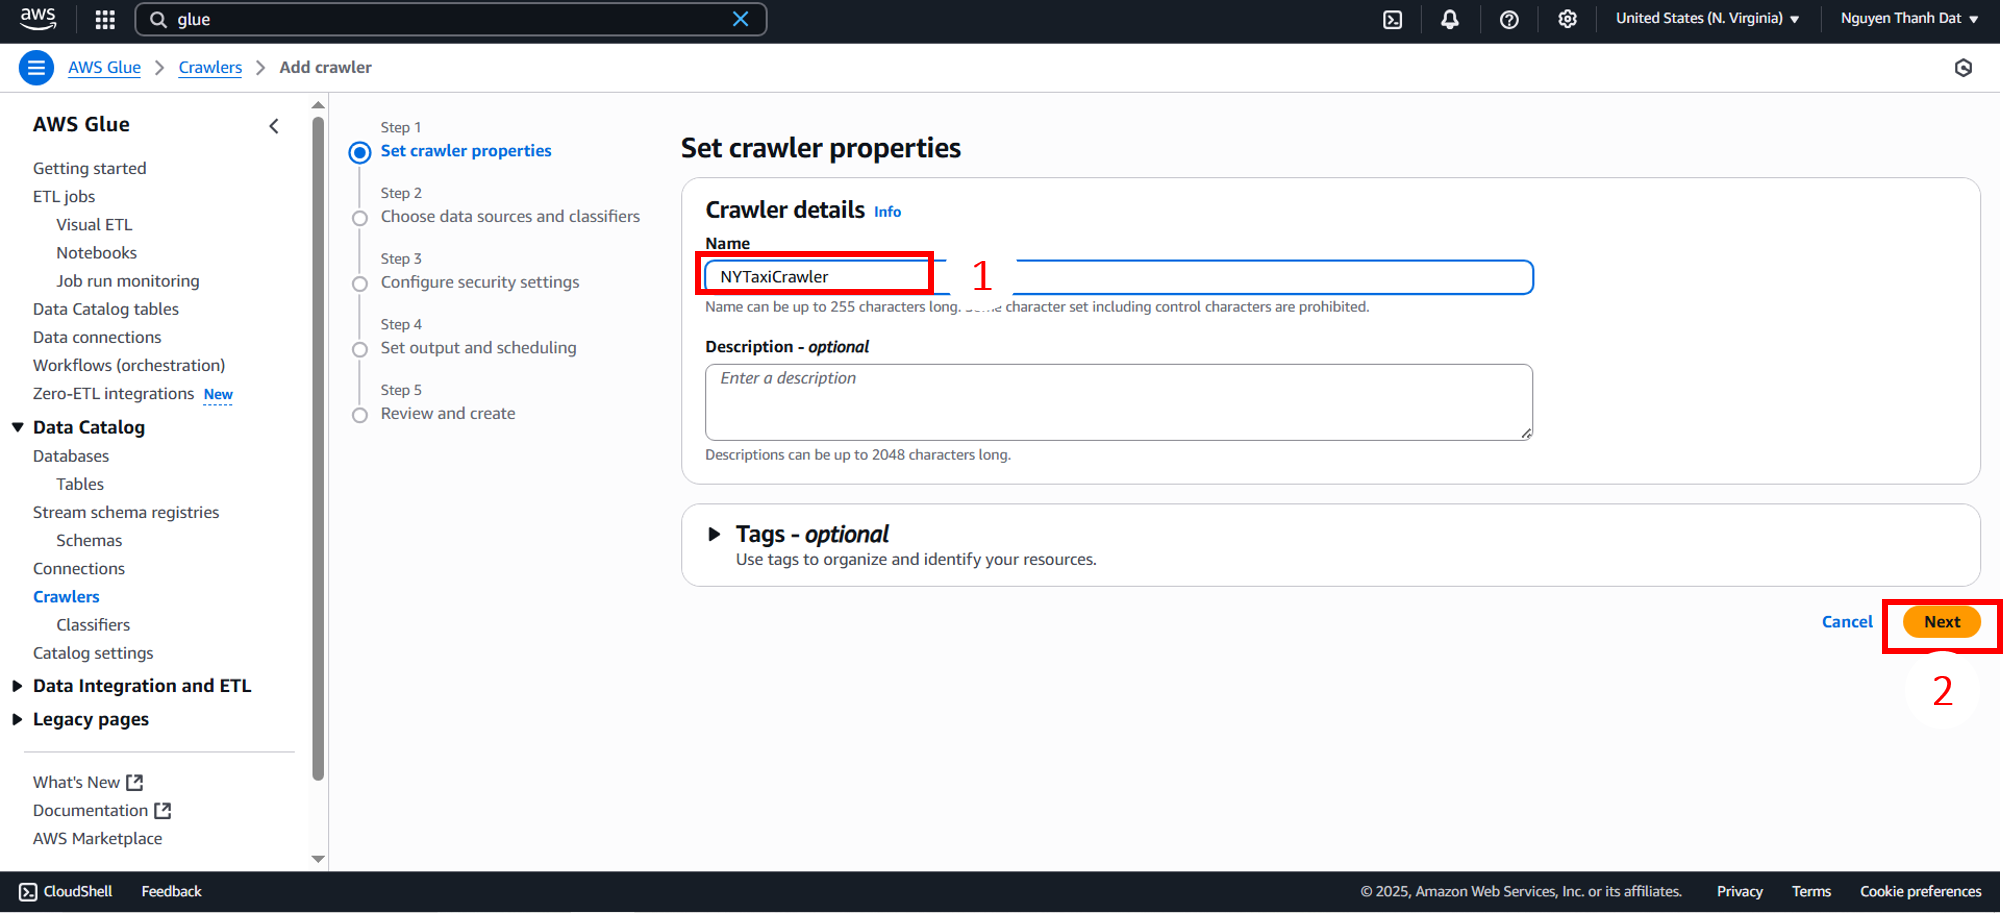 aws
glue
United States (N. Virginia)
Nguyen Thanh Dat
AWS Glue
Crawlers
Add crawler
AWS Glue
Getting started
ETL jobs
Visual ETL
Notebooks
Job run monitoring
Data Catalog tables
Data connections
Workflows (orchestration)
Zero-ETL integrations New
Data Catalog
Databases
Tables
Stream schema registries
Schemas
Connections
Crawlers
Classifiers
Catalog settings
Data Integration and ETL
Legacy pages
What's New
Documentation
AWS Marketplace
Step 1
Set crawler properties
Step 2
Choose data sources and classifiers
Step 3
Configure security settings
Step 4
Set output and scheduling
Step 5
Review and create
Set crawler properties
Crawler details Info
Name
NYTaxiCrawler
1
Name can be up to 255 characters long. Some character set including control characters are prohibited.
Description - optional
Enter a description
Descriptions can be up to 2048 characters long.
Tags - optional
Use tags to organize and identify your resources.
Cancel
Next
2
CloudShell
Feedback
© 2025, Amazon Web Services, Inc. or its affiliates.
Privacy
Terms
Cookie preferences